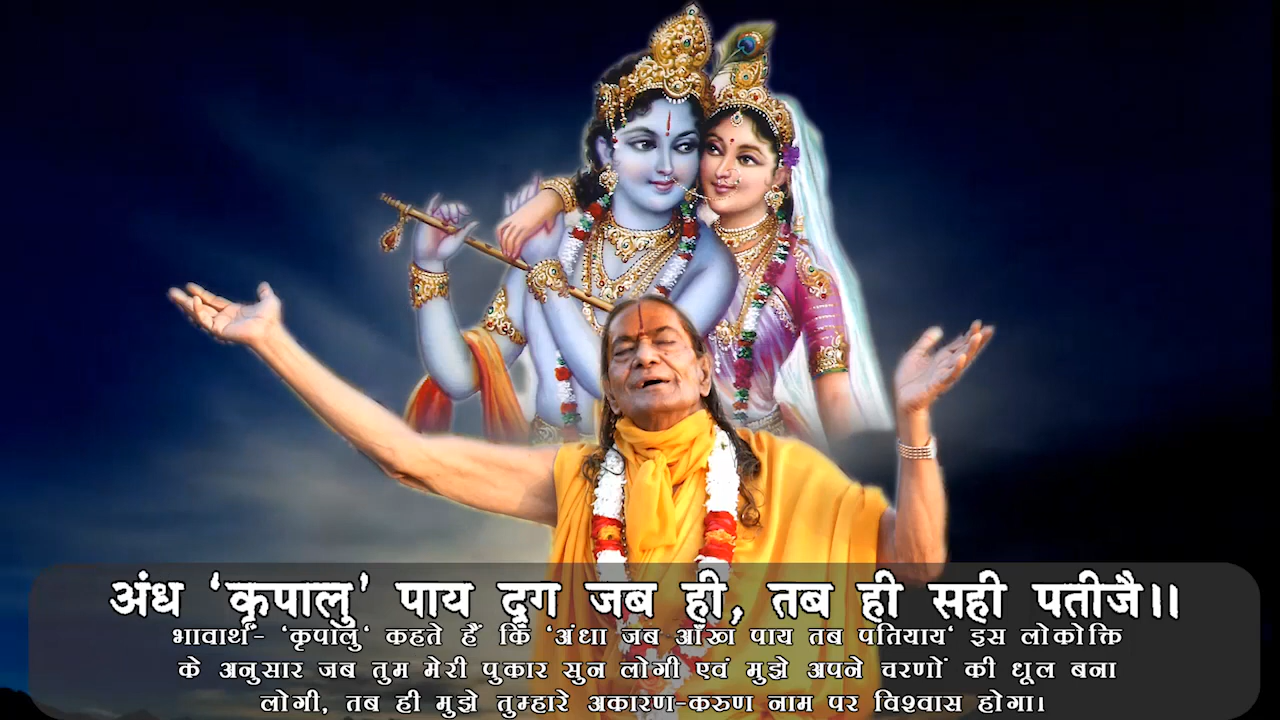 अंध ‘कृपालु’ पाय दृग जब ही, तब ही सही पतीजै।।
भावार्थ- ‘कृपालु‘ कहते हैं कि ‘अंधा जब आँख पाय तब पतियाय‘ इस लोकोक्ति
के अनुसार जब तुम मेरी पुकार सुन लोगी एवं मुझे अपने चरणों की धूल बना
लोगी, तब ही मुझे तुम्हारे अकारण-करुण नाम पर विश्वास होगा।